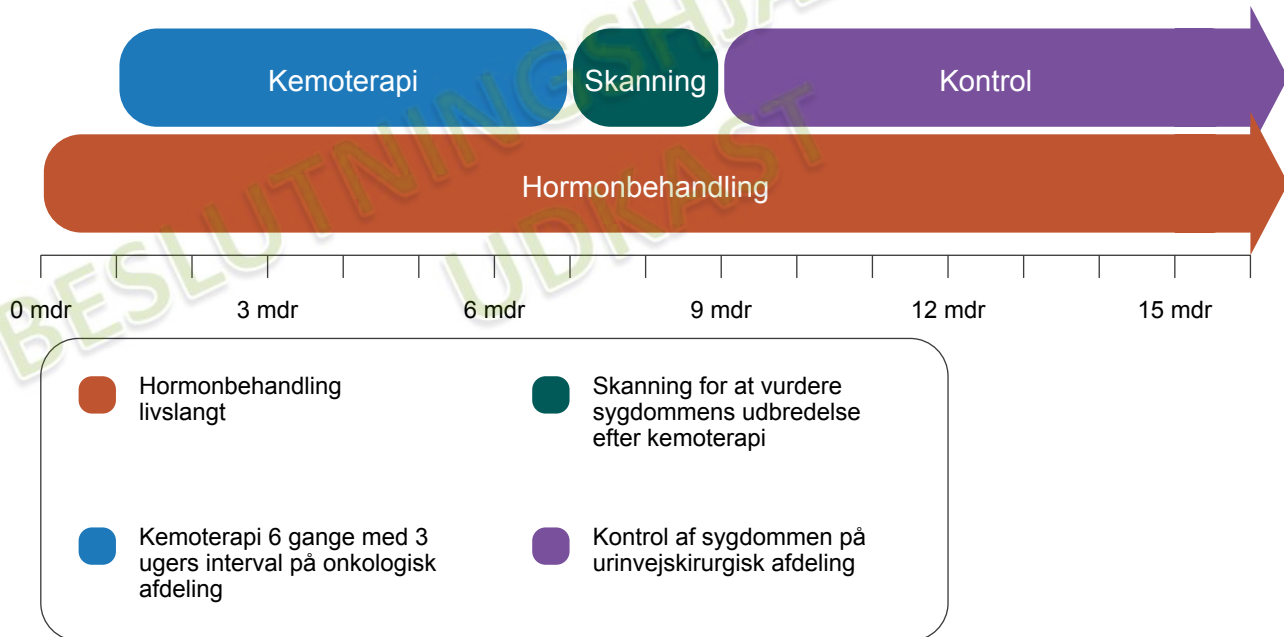 Kemoterapi
Skanning
Kontrol
Hormonbehandling
0 mdr
3 mdr
6 mdr
9 mdr
12 mdr
15 mdr
Hormonbehandling
livslangt
Skanning for at vurdere
sygdommens udbredelse
efter kemoterapi
Kemoterapi 6 gange med 3
ugers interval på onkologisk
afdeling
Kontrol af sygdommen på
urinvejskirurgisk afdeling
BESLUTNINGSHJÆ
UDKAST